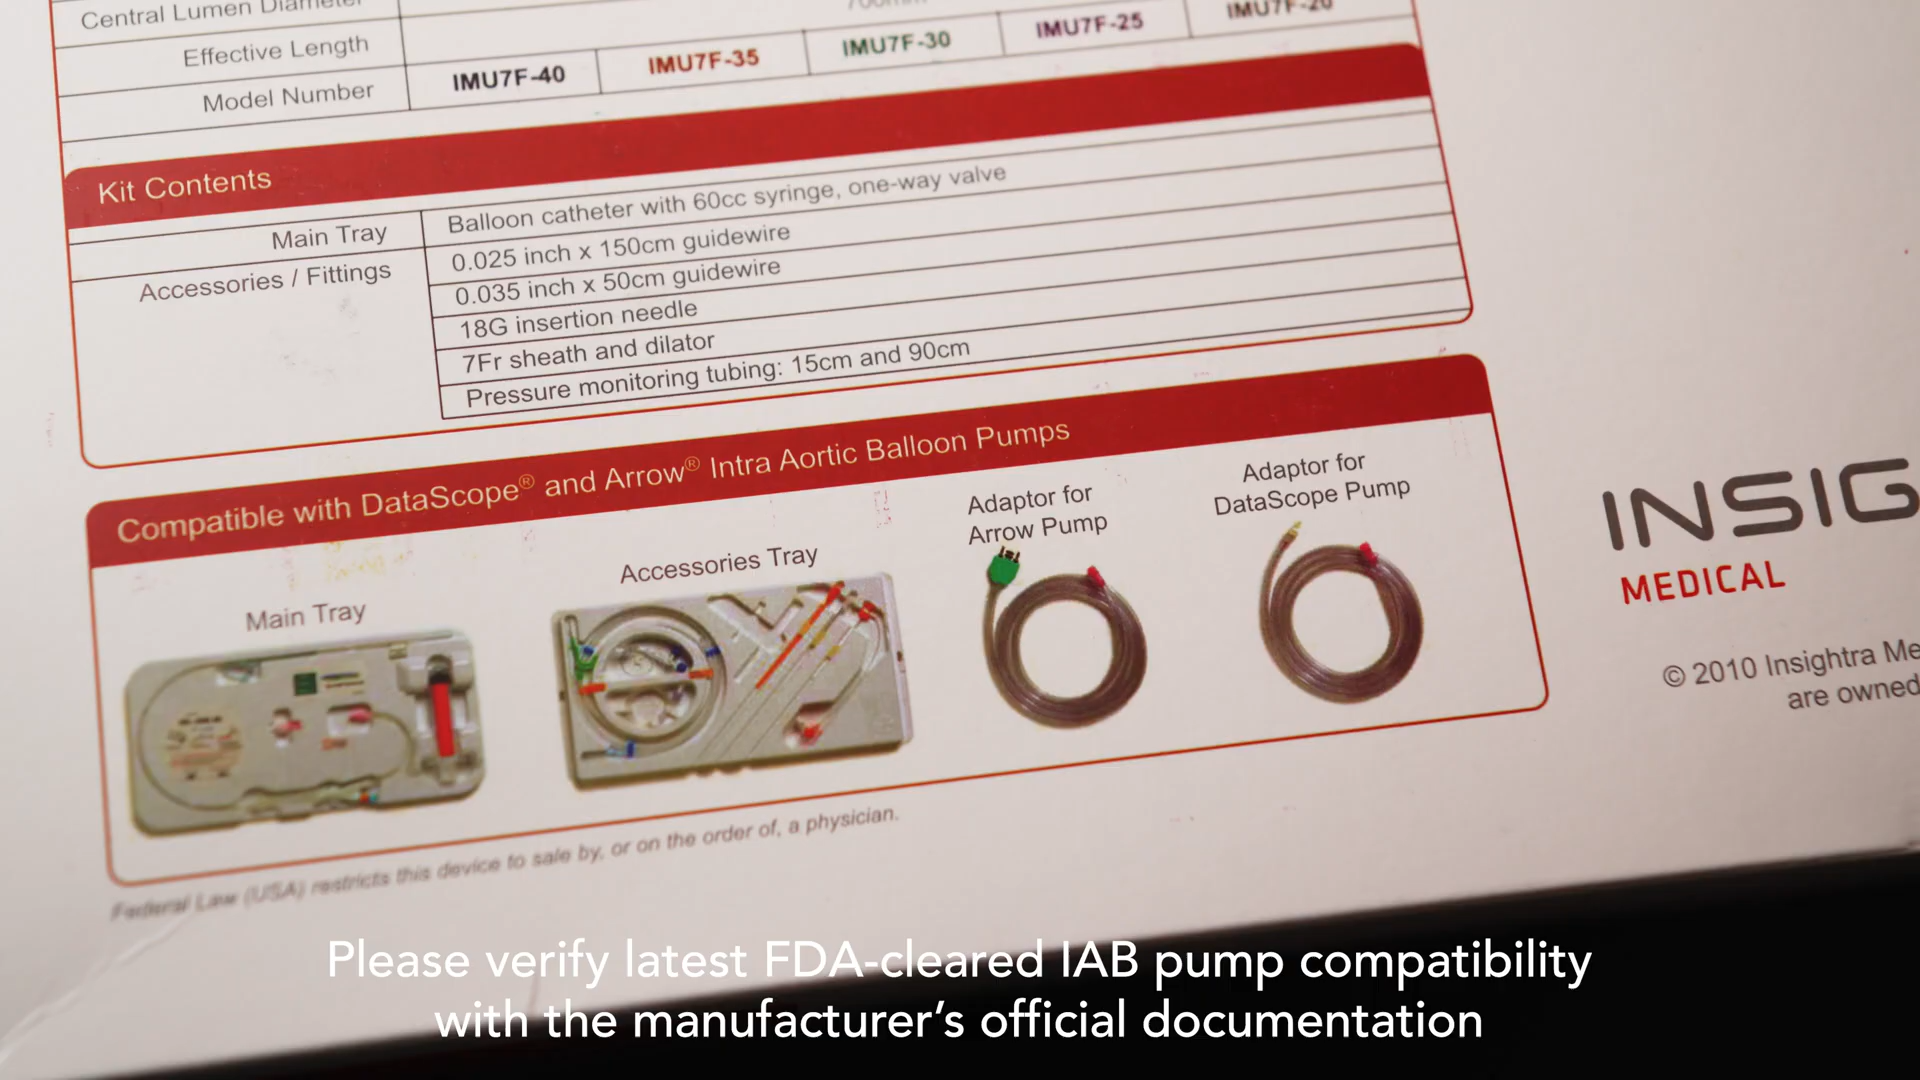 Central Lumen Diameter
Effective Length
700mm
Model Number
IMU7F-40
IMU7F-35
IMU7F-30
IMU7F-25
IMU7F-20
Kit Contents
Main Tray
Balloon catheter with 60cc syringe, one-way valve
Accessories / Fittings
0.025 inch x 150cm guidewire
0.035 inch x 50cm guidewire
18G insertion needle
7Fr sheath and dilator
Pressure monitoring tubing: 15cm and 90cm
Compatible with DataScope® and Arrow® Intra Aortic Balloon Pumps
Main Tray
Accessories Tray
Adaptor for
Arrow Pump
Adaptor for
DataScope Pump
INSIG
MEDICAL
© 2010 Insightra Me
are owned
Federal Law (USA) restricts this device to sale by, or on the order of, a physician.
Please verify latest FDA-cleared IAB pump compatibility
with the manufacturer’s official documentation